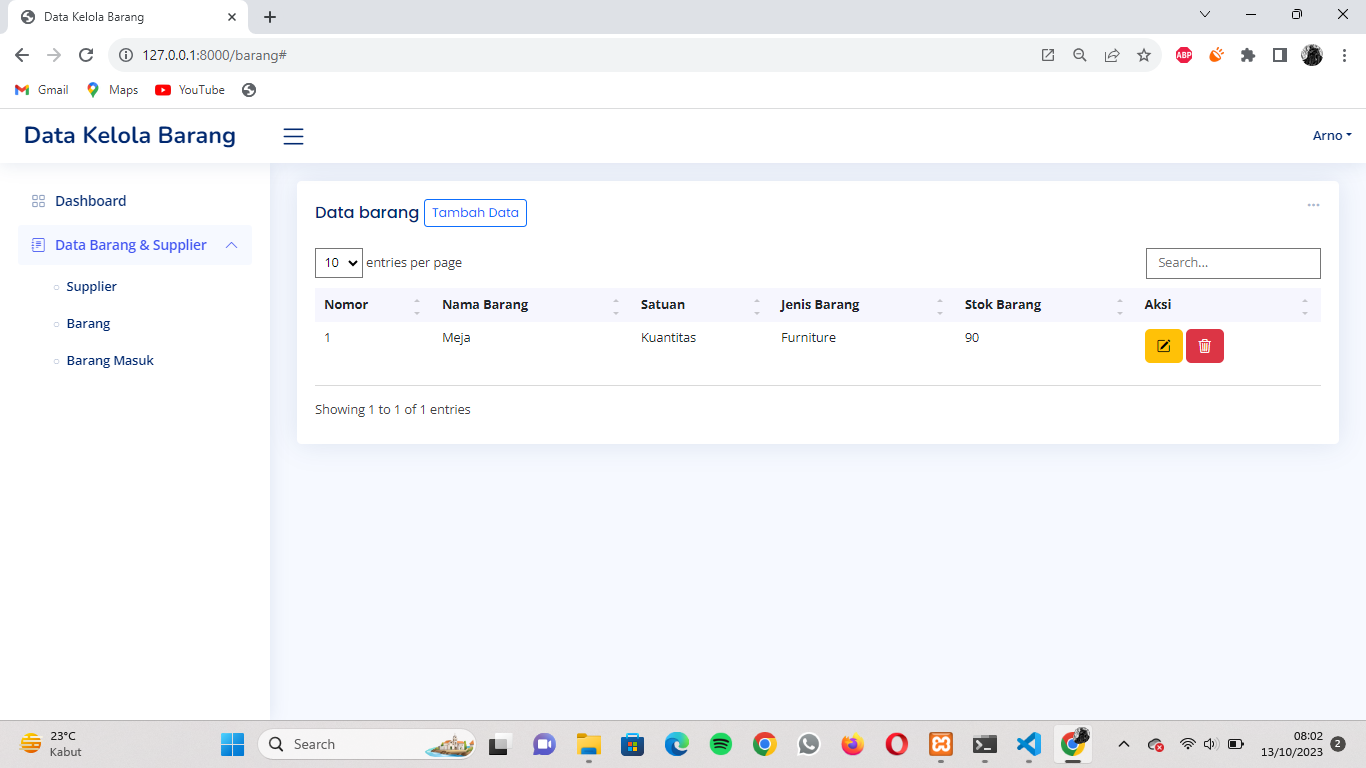 Data Kelola Barang
127.0.0.1:8000/barang#
ABP
Gmail Maps YouTube
Data Kelola Barang
Arno
Dashboard
Data Barang & Supplier
Supplier
Barang
Barang Masuk
Data barang Tambah Data
10 entries per page
Search...
Nomor Nama Barang Satuan Jenis Barang Stok Barang Aksi
1 Meja Kuantitas Furniture 90
Showing 1 to 1 of 1 entries
23°C
Kabut
Search
08:02
13/10/2023
2